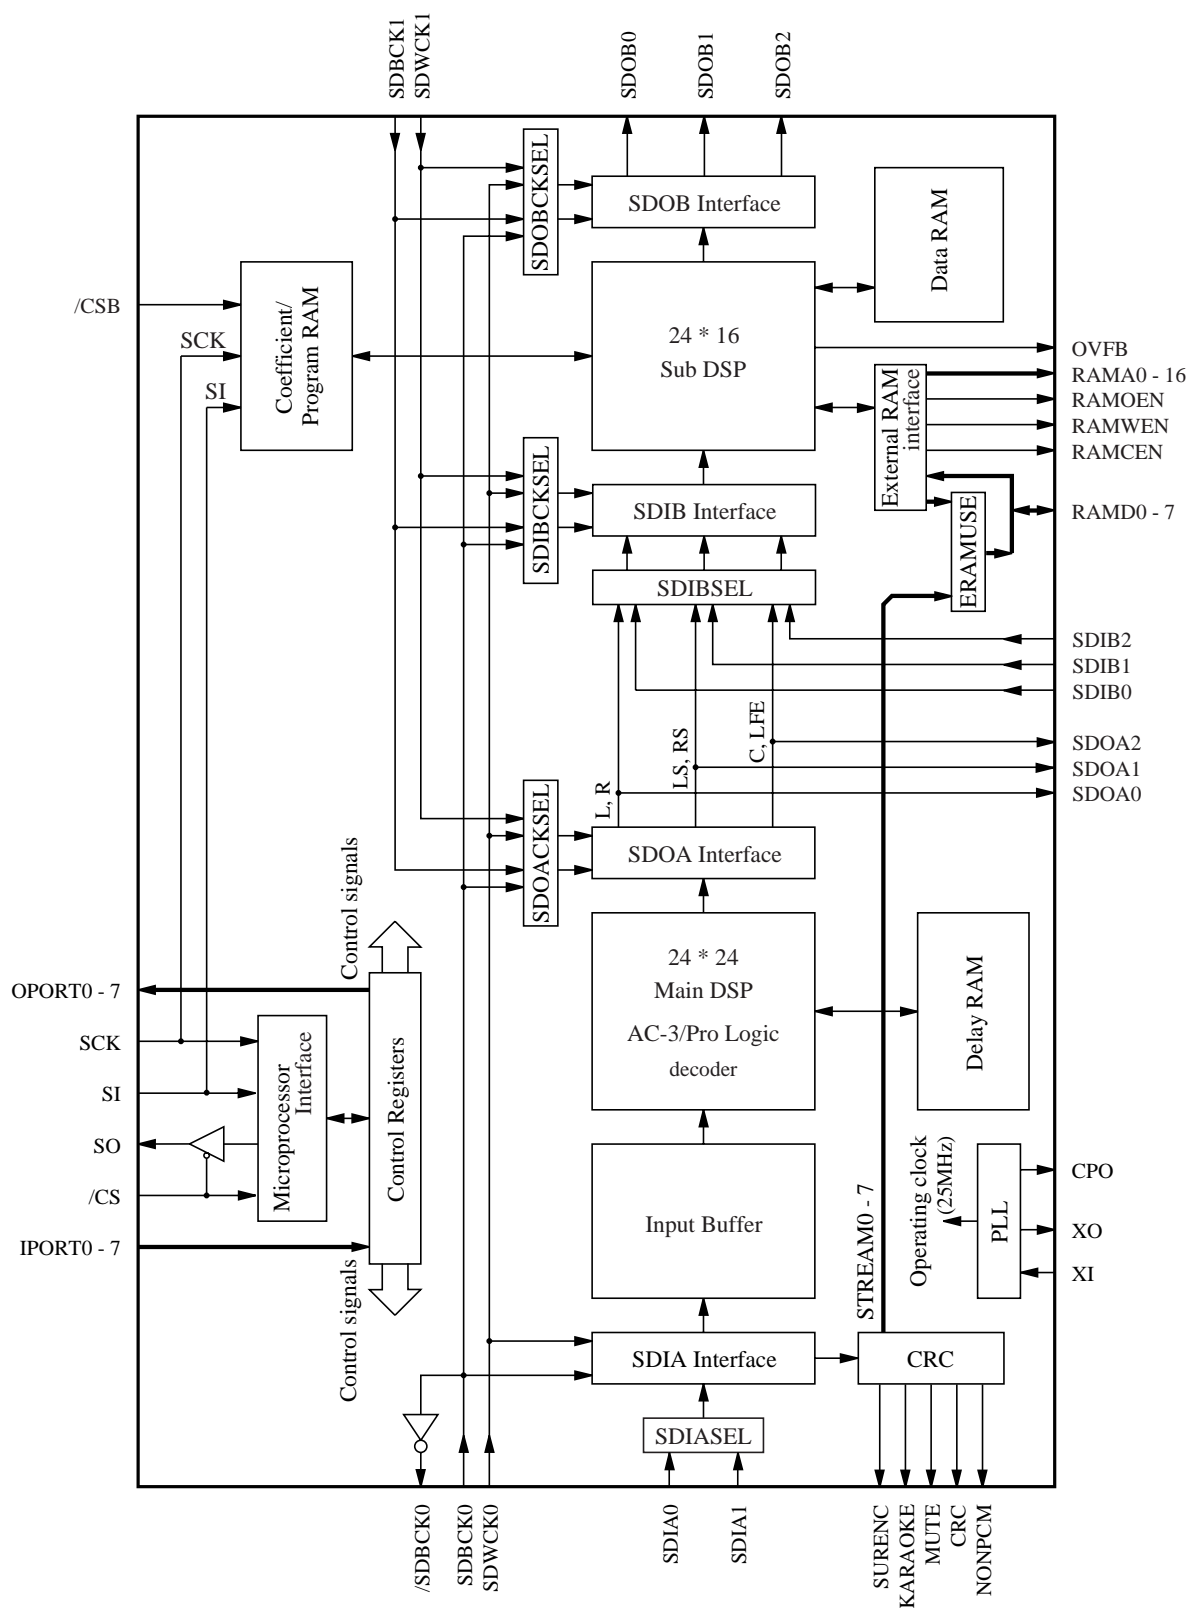 SDBCK1
SDWCK1
SDOB0
SDOB1
SDOB2
SDOBCKSEL
SDOB Interface
Data RAM
/CSB
SCK
SI
Coefficient/
Program RAM
24 * 16
Sub DSP
External RAM
interface
OVFB
RAMA0 - 16
RAMOEN
RAMWEN
RAMCEN
RAMD0 - 7
SDIBCKSEL
SDIB Interface
ERAMUSE
SDIBSEL
SDIB2
SDIB1
SDIB0
L, R
LS, RS
C, LFE
SDOA2
SDOA1
SDOA0
SDOACKSEL
SDOA Interface
Control signals
24 * 24
Main DSP
AC-3/Pro Logic
decoder
Delay RAM
OPORT0 - 7
SCK
SI
SO
/CS
IPORT0 - 7
Microprocessor
Interface
Control Registers
Control signals
Input Buffer
STREAM0 - 7
Operating clock
(25MHz)
PLL
CPO
XO
XI
SDIA Interface
CRC
SDIASEL
/SDBCK0
SDBCK0
SDWCK0
SDIA0
SDIA1
SURENC
KARAOKE
MUTE
CRC
NONPCM